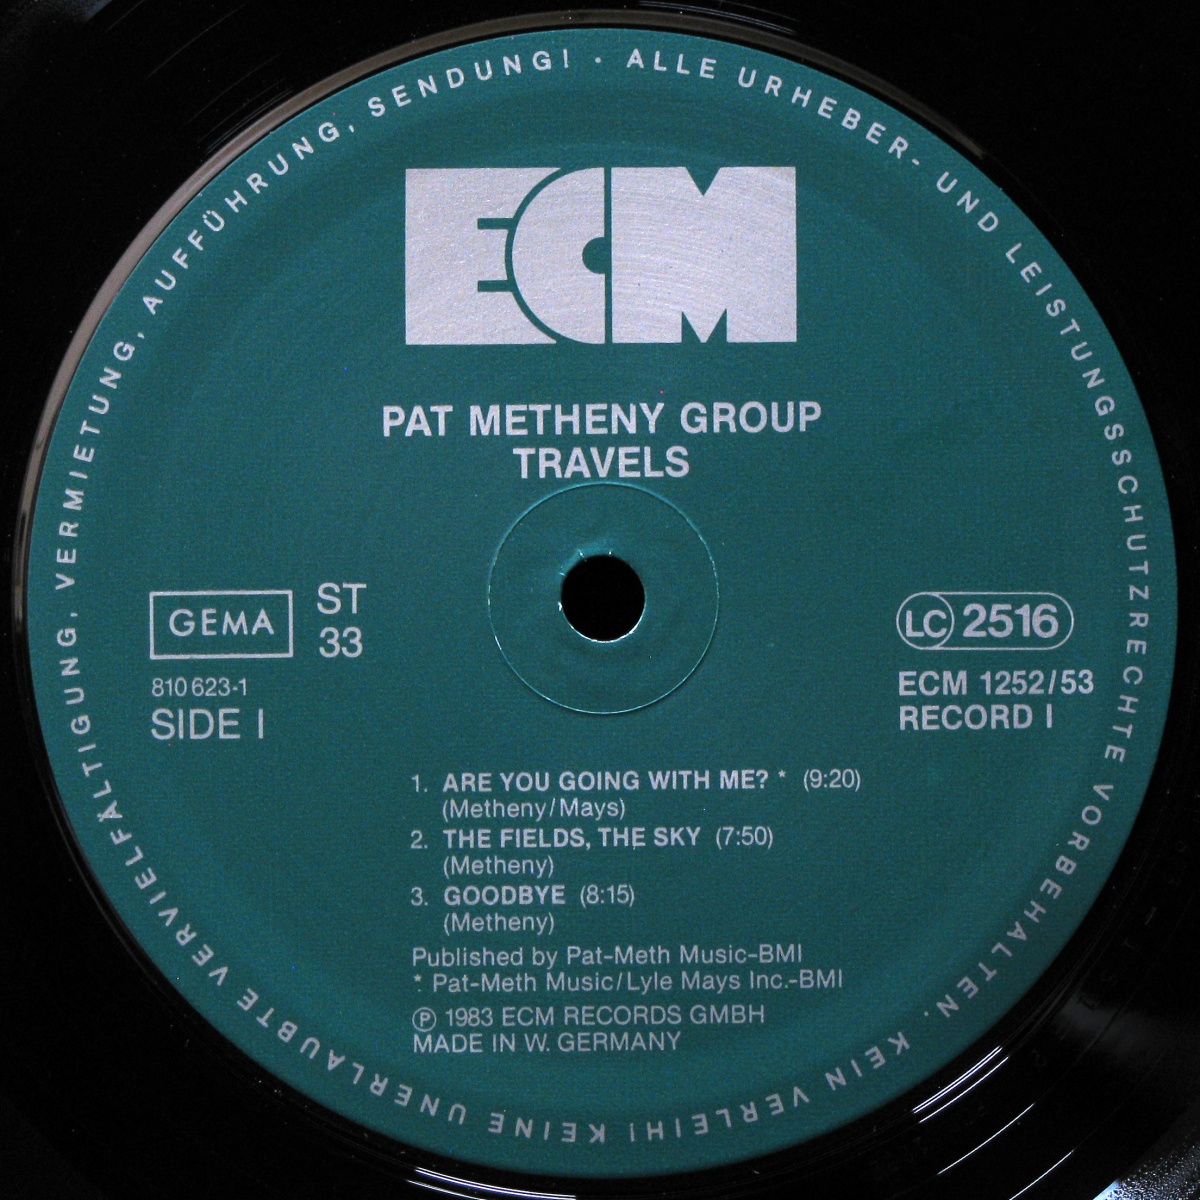 ALLE URHEBER- UND LEISTUNGSSCHUTZRECHTE VORBEHALTEN. KEIN VERLEIH! KEINE UNERLAUBTE VERVIELFÄLTIGUNG, VERMIETUNG, AUFFÜHRUNG, SENDUNG! ·
ECM
PAT METHENY GROUP
TRAVELS
GEMA
ST
33
810 623-1
SIDE I
LC 2516
ECM 1252/53
RECORD I
1. ARE YOU GOING WITH ME? * (9:20)
(Metheny/Mays)
2. THE FIELDS, THE SKY (7:50)
(Metheny)
3. GOODBYE (8:15)
(Metheny)
Published by Pat-Meth Music-BMI
* Pat-Meth Music/Lyle Mays Inc.-BMI
Ⓟ 1983 ECM RECORDS GMBH
MADE IN W. GERMANY